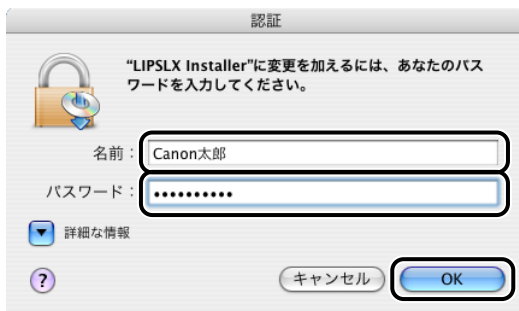 認証
“LIPSLX Installer”に変更を加えるには、あなたのパス
ワードを入力してください。
名前： Canon太郎
パスワード： ••••••••••
詳細な情報
? キャンセル OK